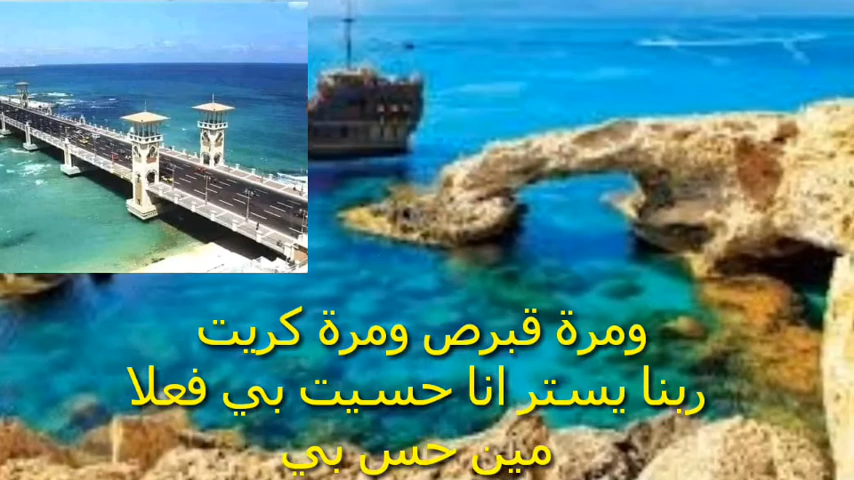 ومرة قبرص ومرة كريت
ربنا يستر انا حسيت بي فعلا
مين حس بي